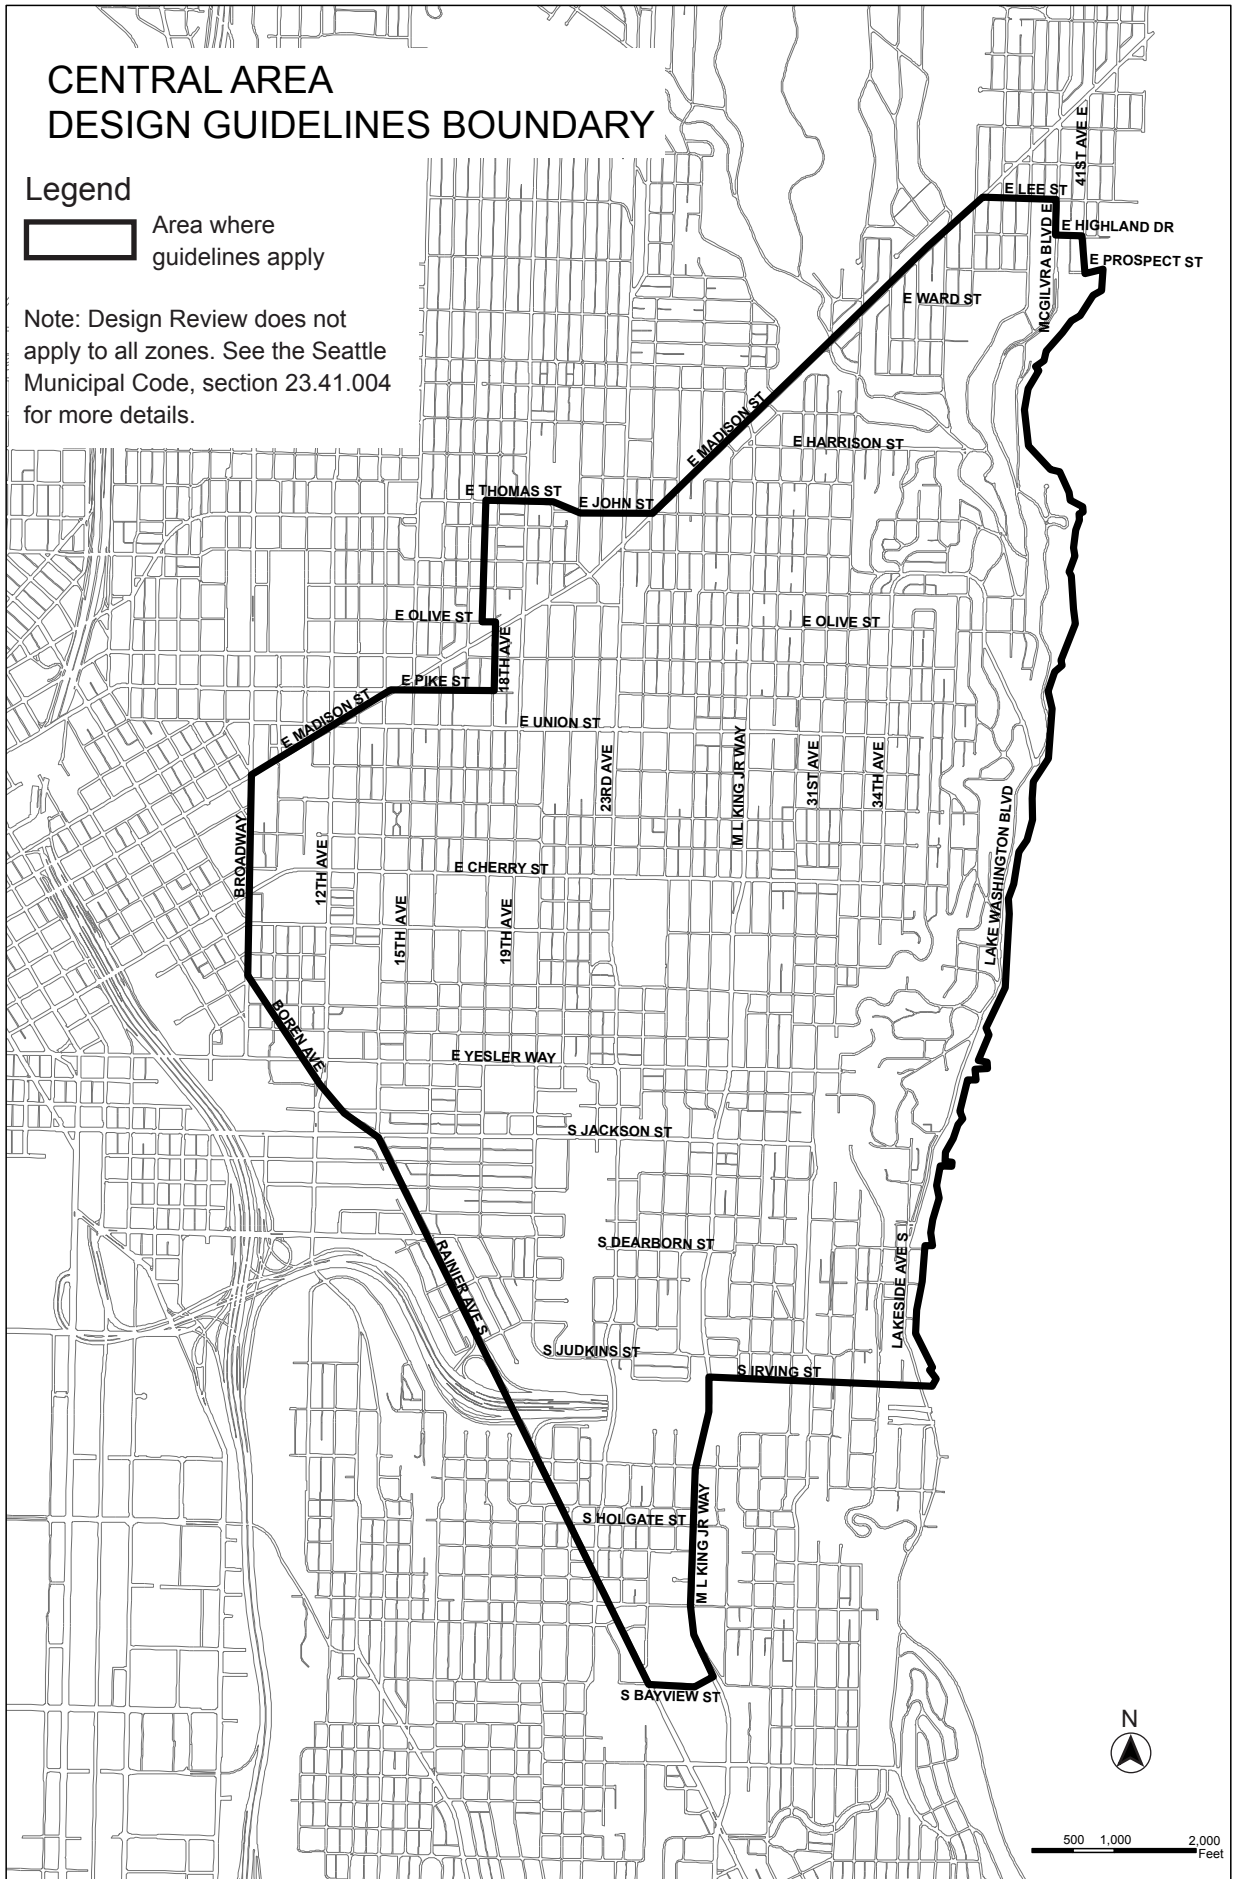 CENTRAL AREA
DESIGN GUIDELINES BOUNDARY
Legend
Area where
guidelines apply
Note: Design Review does not
apply to all zones. See the Seattle
Municipal Code, section 23.41.004
for more details.
41ST AVE E
E LEE ST
MCGILVRA BLVD E
E HIGHLAND DR
E PROSPECT ST
E WARD ST
E MADISON ST
E HARRISON ST
E THOMAS ST
E JOHN ST
E OLIVE ST
E OLIVE ST
18TH AVE
E PIKE ST
E MADISON ST
E UNION ST
23RD AVE
M L KING JR WAY
31ST AVE
34TH AVE
LAKE WASHINGTON BLVD
BROADWAY
12TH AVE
E CHERRY ST
15TH AVE
19TH AVE
BOREN AVE
E YESLER WAY
S JACKSON ST
RAINIER AVE S
S DEARBORN ST
LAKESIDE AVE S
S JUDKINS ST
S IRVING ST
S HOLGATE ST
M L KING JR WAY
S BAYVIEW ST
N
500 1,000 2,000
Feet